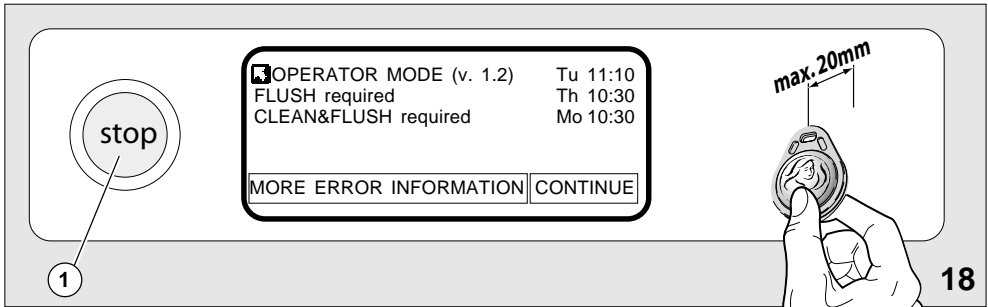 stop
OPERATOR MODE (v. 1.2) Tu 11:10
FLUSH required Th 10:30
CLEAN&FLUSH required Mo 10:30
MORE ERROR INFORMATION CONTINUE
max. 20mm
1
18